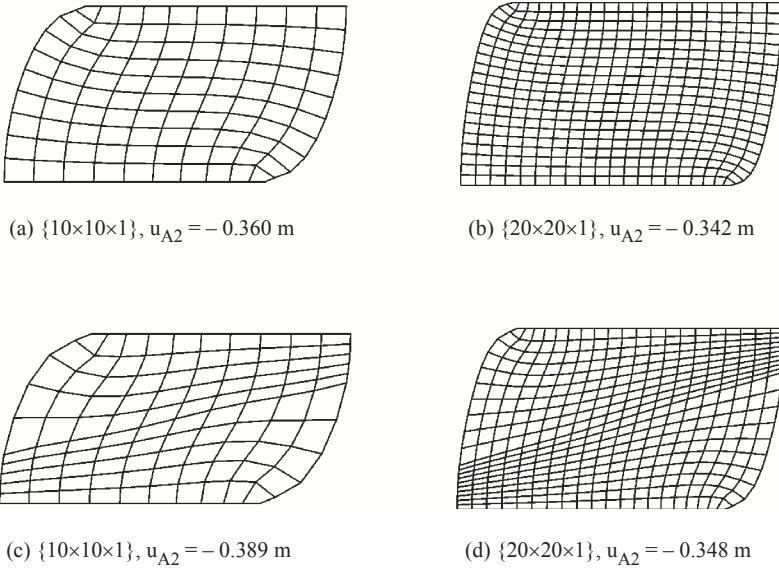 (a) {10×10×1}, u_A2 = – 0.360 m
(b) {20×20×1}, u_A2 = – 0.342 m
(c) {10×10×1}, u_A2 = – 0.389 m
(d) {20×20×1}, u_A2 = – 0.348 m